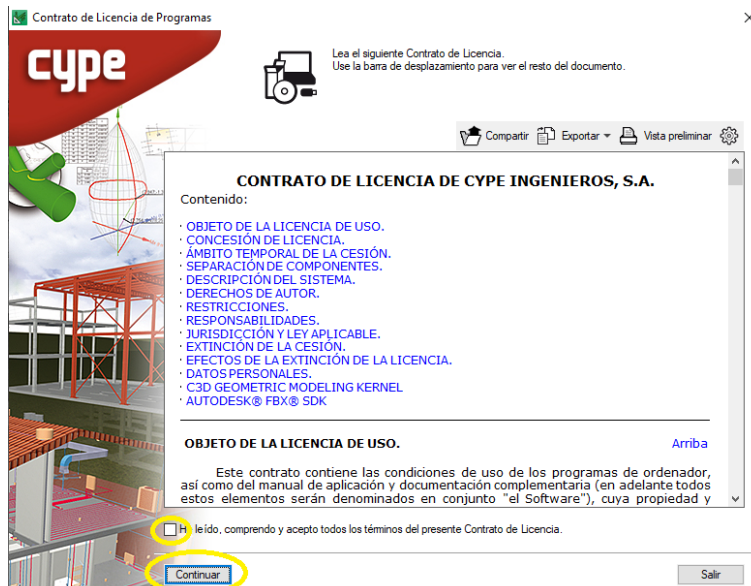 Contrato de Licencia de Programas
cype
Lea el siguiente Contrato de Licencia.
Use la barra de desplazamiento para ver el resto del documento.
Compartir Exportar Vista preliminar
CONTRATO DE LICENCIA DE CYPE INGENIEROS, S.A.
Contenido:
· OBJETO DE LA LICENCIA DE USO.
· CONCESIÓN DE LICENCIA.
· ÁMBITO TEMPORAL DE LA CESIÓN.
· SEPARACIÓN DE COMPONENTES.
· DESCRIPCIÓN DEL SISTEMA.
· DERECHOS DE AUTOR.
· RESTRICCIONES.
· RESPONSABILIDADES.
· JURISDICCIÓN Y LEY APLICABLE.
· EXTINCIÓN DE LA CESIÓN.
· EFECTOS DE LA EXTINCIÓN DE LA LICENCIA.
· DATOS PERSONALES.
· C3D GEOMETRIC MODELING KERNEL
· AUTODESK® FBX® SDK
OBJETO DE LA LICENCIA DE USO. Arriba
Este contrato contiene las condiciones de uso de los programas de ordenador,
así como del manual de aplicación y documentación complementaria (en adelante todos
estos elementos serán denominados en conjunto "el Software"), cuya propiedad y
He leído, comprendo y acepto todos los términos del presente Contrato de Licencia.
Continuar Salir